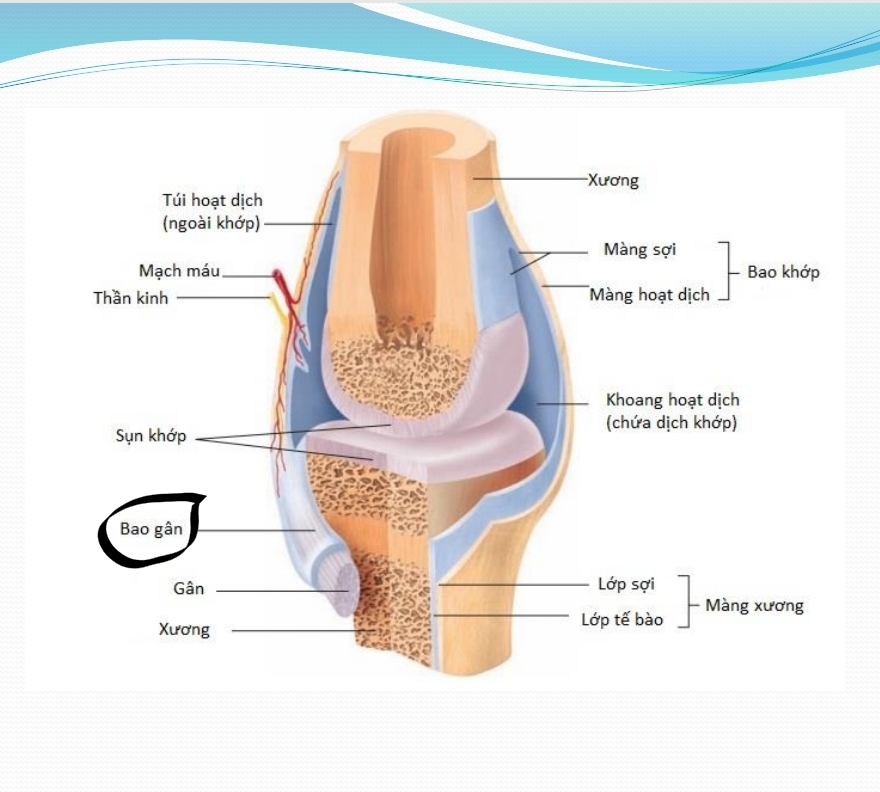 Túi hoạt dịch
(ngoài khớp)
Mạch máu
Thần kinh
Sụn khớp
Bao gân
Gân
Xương
Xương
Màng sợi
Màng hoạt dịch
Bao khớp
Khoang hoạt dịch
(chứa dịch khớp)
Lớp sợi
Lớp tế bào
Màng xương